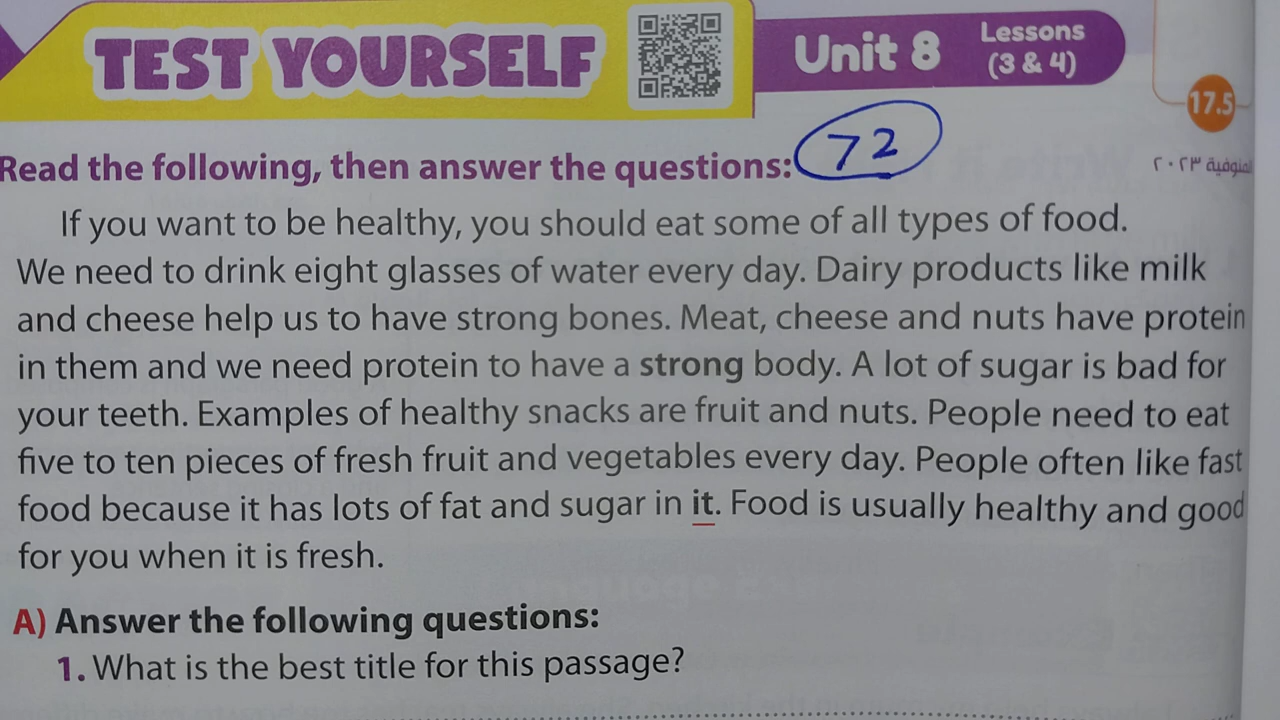 TEST YOURSELF
Unit 8
Lessons
(3 & 4)
17.5
Read the following, then answer the questions:
72
المنوفية ٢٠٢٣
If you want to be healthy, you should eat some of all types of food.
We need to drink eight glasses of water every day. Dairy products like milk
and cheese help us to have strong bones. Meat, cheese and nuts have protein
in them and we need protein to have a strong body. A lot of sugar is bad for
your teeth. Examples of healthy snacks are fruit and nuts. People need to eat
five to ten pieces of fresh fruit and vegetables every day. People often like fast
food because it has lots of fat and sugar in it. Food is usually healthy and good
for you when it is fresh.
A) Answer the following questions:
1. What is the best title for this passage?